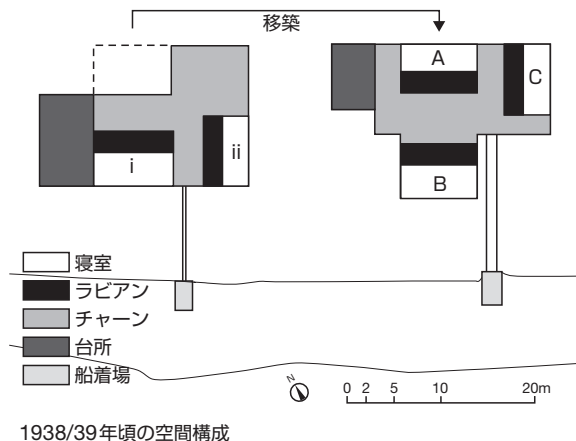 移築
A
C
i
ii
B
寝室
ラビアン
チャーン
台所
船着場
N
0 2 5 10 20m
1938/39年頃の空間構成